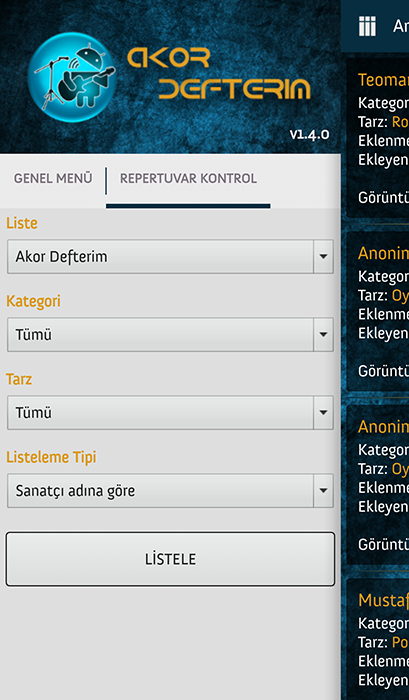 AKOR
DEFTERIM
v1.4.0
GENEL MENÜ
REPERTUVAR KONTROL
Liste
Akor Defterim
Kategori
Tümü
Tarz
Tümü
Listeleme Tipi
Sanatçı adına göre
LİSTELE
An
Teoman
Kategor
Tarz: Ro
Eklenme
Ekleyen
Görüntü
Anonim
Kategor
Tarz: Oy
Eklenme
Ekleyen
Görüntü
Anonim
Kategor
Tarz: Oy
Eklenme
Ekleyen
Görüntü
Mustaf
Kategor
Tarz: Po
Eklenme
Ekleyen